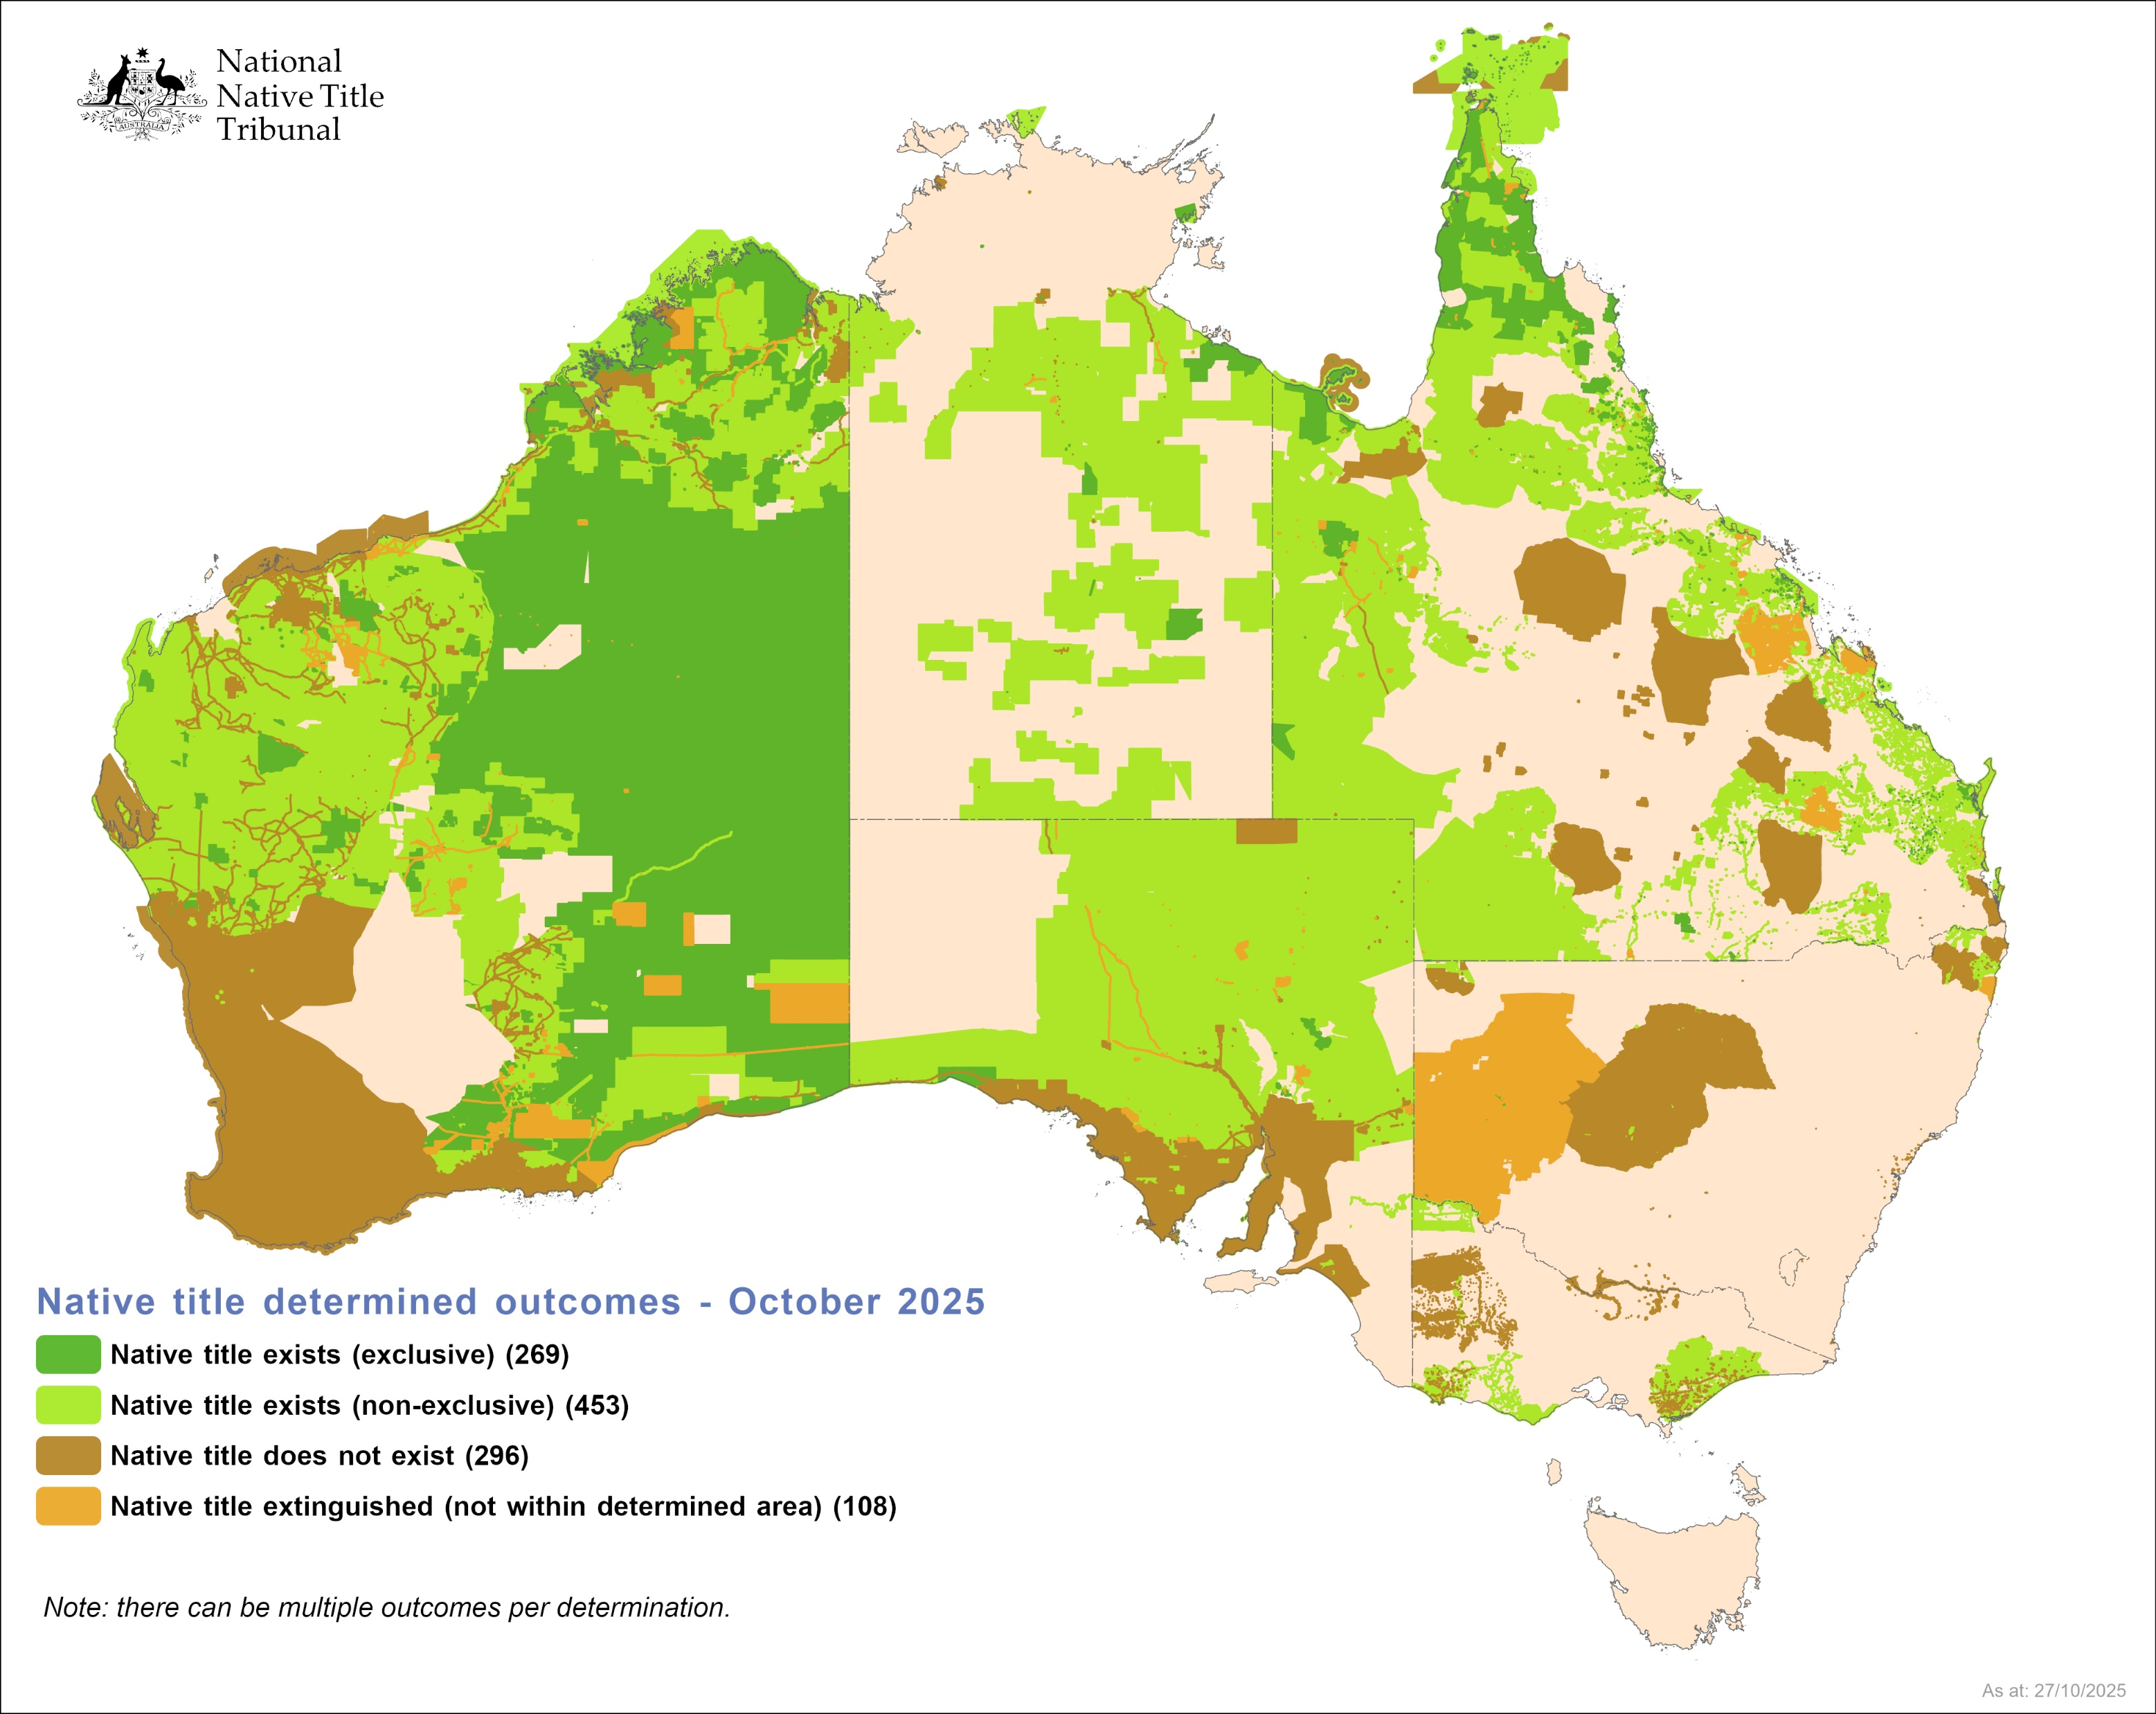 National
Native Title
Tribunal
AUSTRALIA
Native title determined outcomes - October 2025
Native title exists (exclusive) (269)
Native title exists (non-exclusive) (453)
Native title does not exist (296)
Native title extinguished (not within determined area) (108)
Note: there can be multiple outcomes per determination.
As at: 27/10/2025